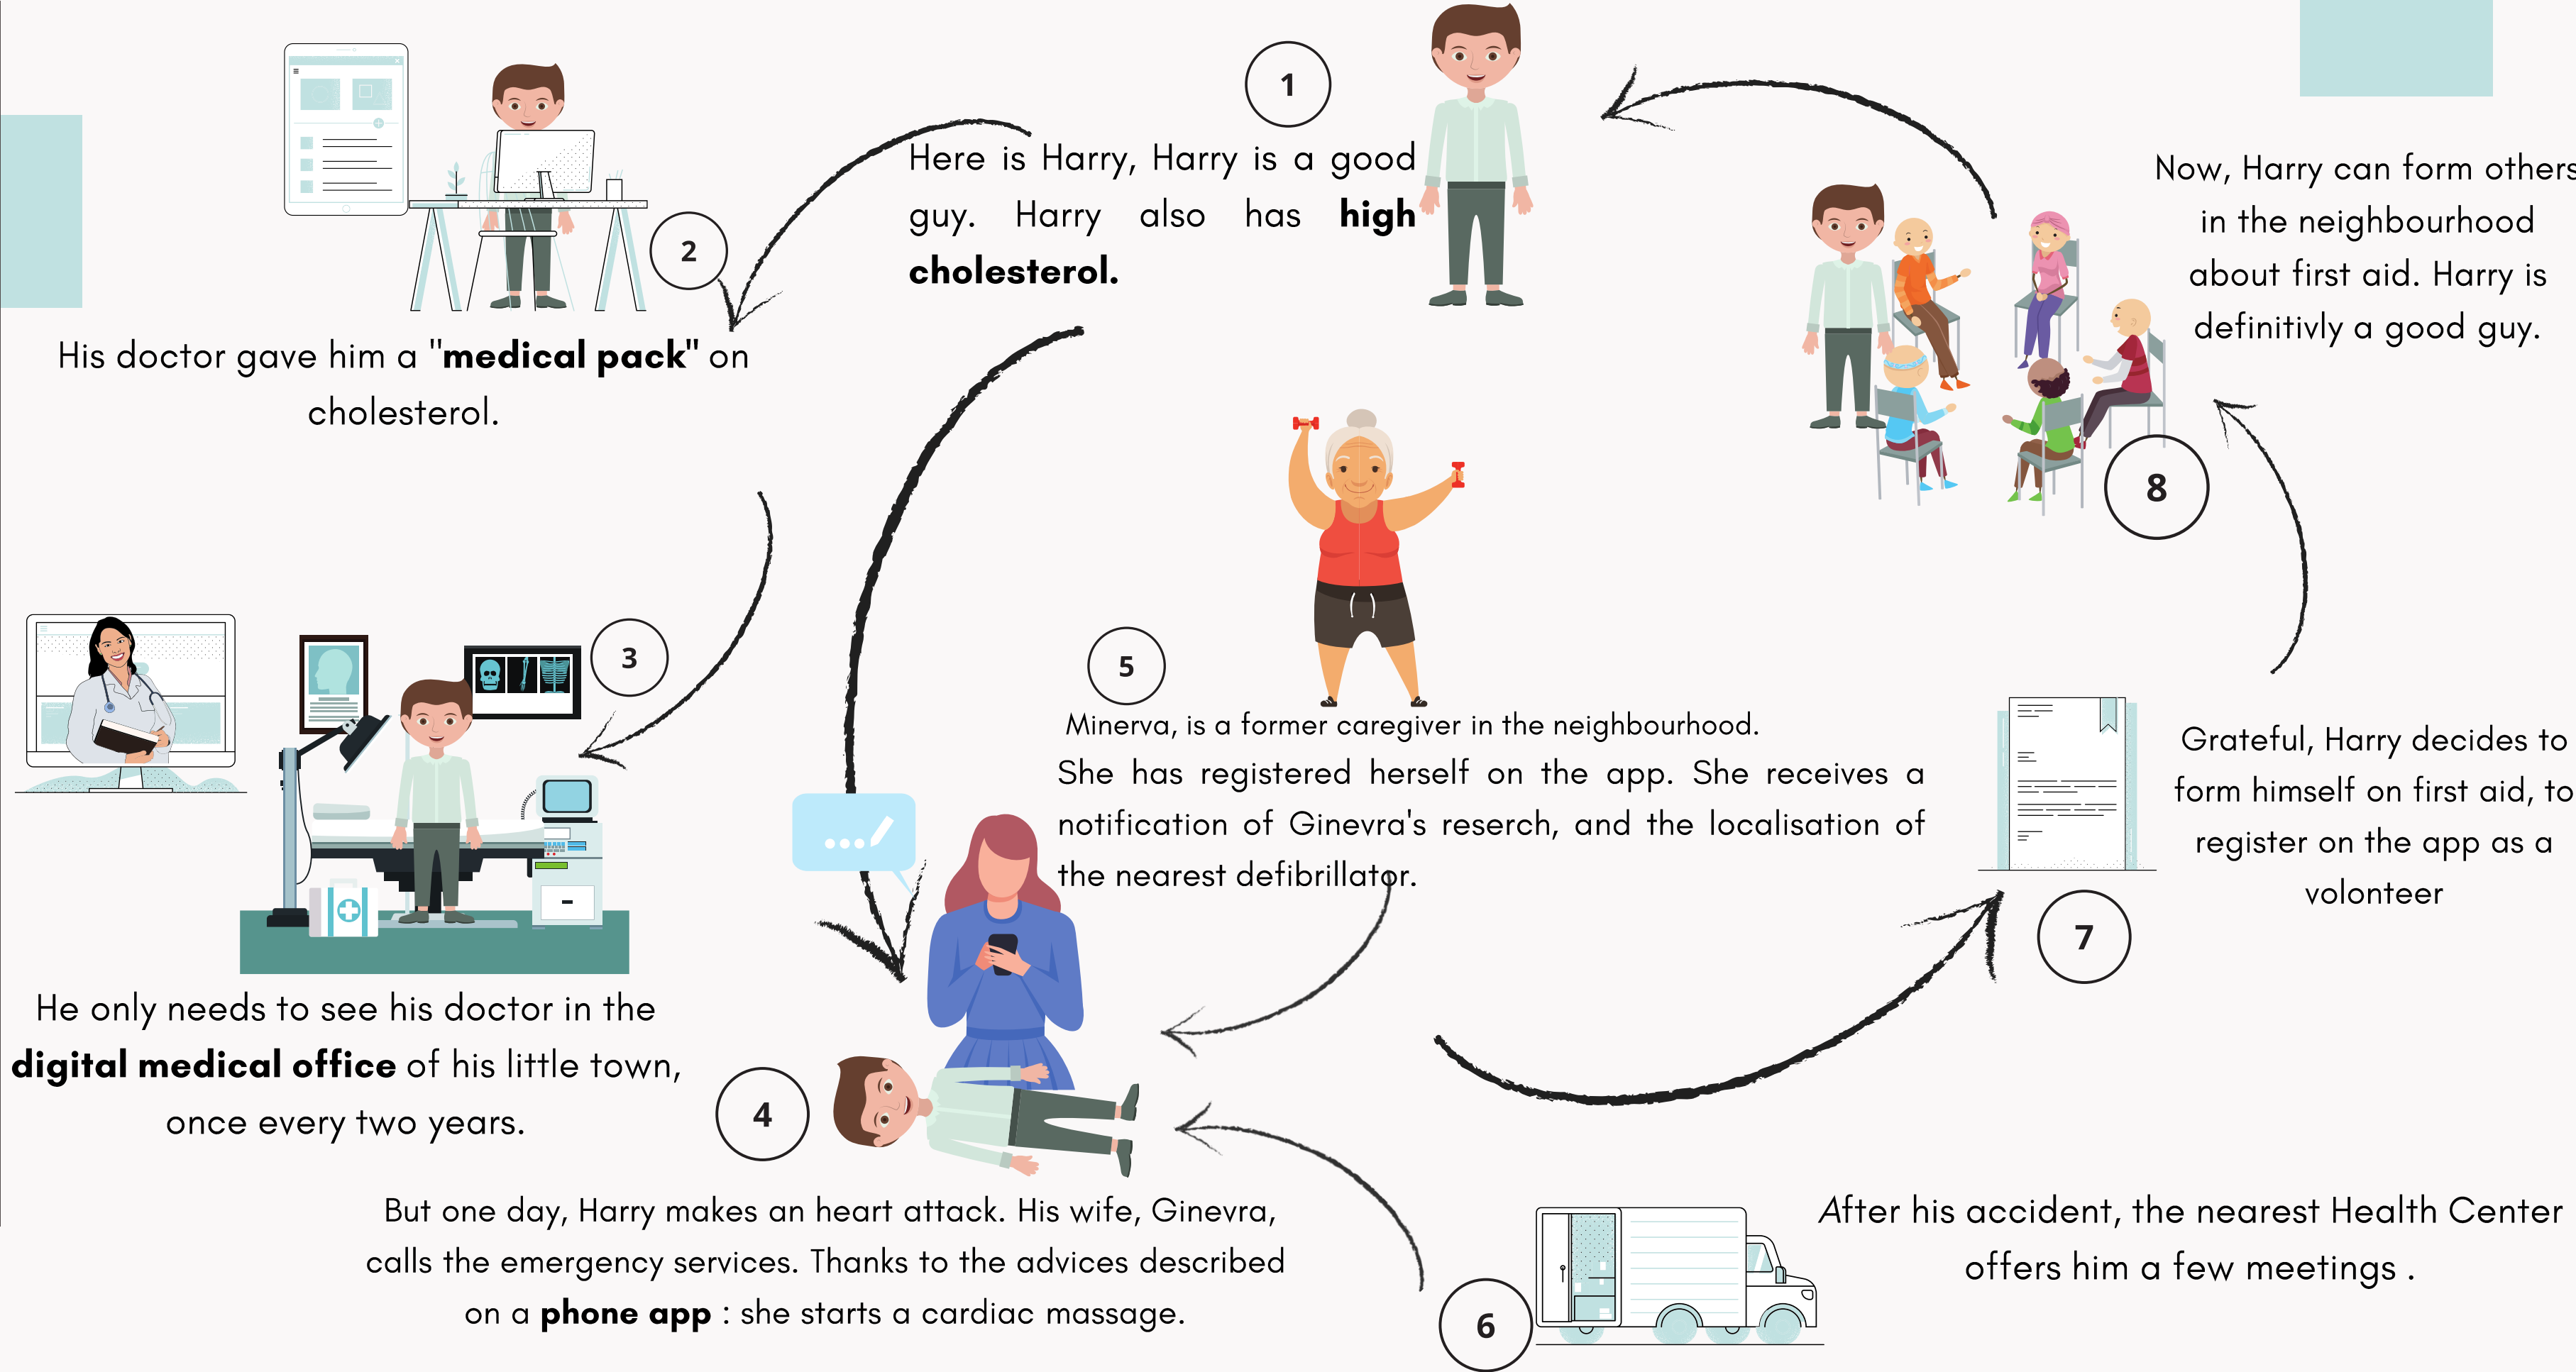 1
Here is Harry, Harry is a good
guy. Harry also has high
cholesterol.
2
His doctor gave him a "medical pack" on
cholesterol.
3
He only needs to see his doctor in the
digital medical office of his little town,
once every two years.
4
But one day, Harry makes an heart attack. His wife, Ginevra,
calls the emergency services. Thanks to the advices described
on a phone app : she starts a cardiac massage.
5
Minerva, is a former caregiver in the neighbourhood.
She has registered herself on the app. She receives a
notification of Ginevra's reserch, and the localisation of
the nearest defibrillator.
6
After his accident, the nearest Health Center
offers him a few meetings .
7
Grateful, Harry decides to
form himself on first aid, to
register on the app as a
volonteer
8
Now, Harry can form others
in the neighbourhood
about first aid. Harry is
definitivly a good guy.